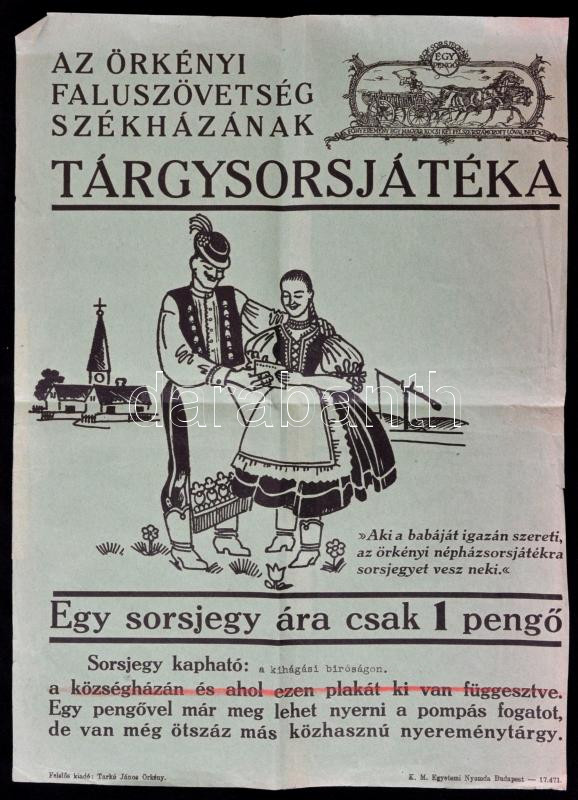 AZ ÖRKÉNYI
FALUSZÖVETSÉG
SZÉKHÁZÁNAK
EGY
PENGŐ
TÁRGYSORSJÁTÉKA
darabanth
»Aki a babáját igazán szereti,
az örkényi népházsorsjátékra
sorsjegyet vesz neki.«
Egy sorsjegy ára csak 1 pengő
Sorsjegy kapható: a kihágási biróságon.
a községházán és ahol ezen plakát ki van függesztve.
Egy pengővel már meg lehet nyerni a pompás fogatot,
de van még ötszáz más közhasznú nyereménytárgy.
Felelős kiadó: Tarkó János Örkény.
K. M. Egyetemi Nyomda Budapest — 17.471.